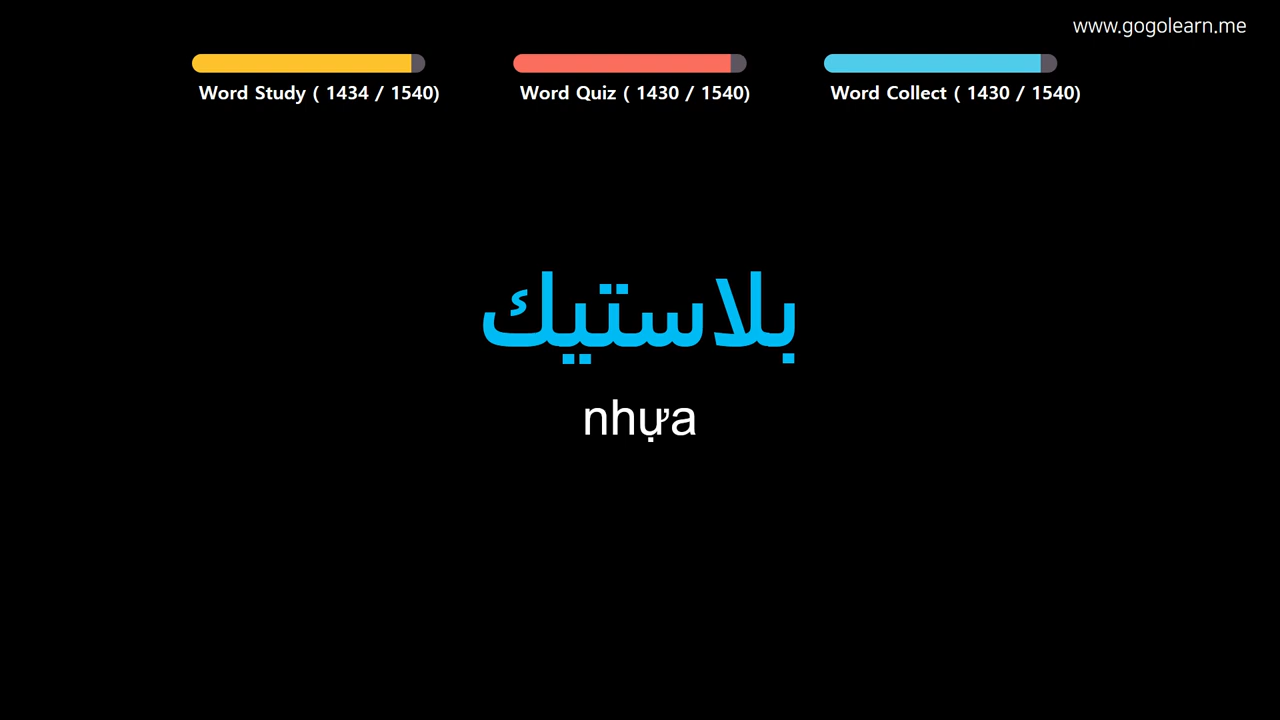 www.gogolearn.me
Word Study ( 1434 / 1540)
Word Quiz ( 1430 / 1540)
Word Collect ( 1430 / 1540)
بلاستيك
nhựa